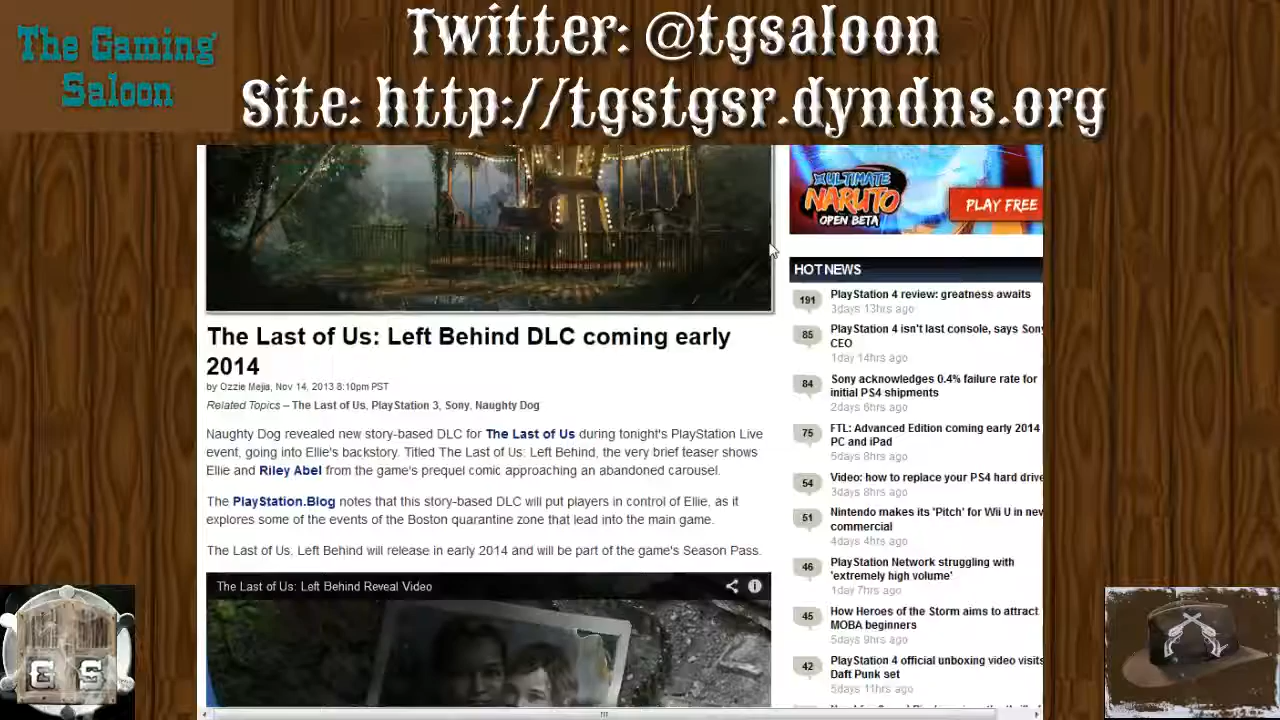 The Gaming
Saloon
Twitter: @tgsaloon
Site: http://tgstgsr.dyndns.org
ULTIMATE
NARUTO
OPEN BETA
PLAY FREE
The Last of Us: Left Behind DLC coming early
2014
by Ozzie Mejia, Nov 14, 2013 8:10pm PST
Related Topics – The Last of Us, PlayStation 3, Sony, Naughty Dog
Naughty Dog revealed new story-based DLC for The Last of Us during tonight's PlayStation Live
event, going into Ellie's backstory. Titled The Last of Us: Left Behind, the very brief teaser shows
Ellie and Riley Abel from the game's prequel comic approaching an abandoned carousel.
The PlayStation.Blog notes that this story-based DLC will put players in control of Ellie, as it
explores some of the events of the Boston quarantine zone that lead into the main game.
The Last of Us: Left Behind will release in early 2014 and will be part of the game's Season Pass.
The Last of Us: Left Behind Reveal Video
HOT NEWS
191 PlayStation 4 review: greatness awaits
3days 13hrs ago
85 PlayStation 4 isn't last console, says Sony
CEO
1day 14hrs ago
84 Sony acknowledges 0.4% failure rate for
initial PS4 shipments
2days 6hrs ago
75 FTL: Advanced Edition coming early 2014
PC and iPad
5days 8hrs ago
54 Video: how to replace your PS4 hard drive
3days 8hrs ago
51 Nintendo makes its 'Pitch' for Wii U in new
commercial
4days 4hrs ago
46 PlayStation Network struggling with
'extremely high volume'
1day 7hrs ago
45 How Heroes of the Storm aims to attract
MOBA beginners
5days 9hrs ago
42 PlayStation 4 official unboxing video visits
Daft Punk set
5days 11hrs ago
G S